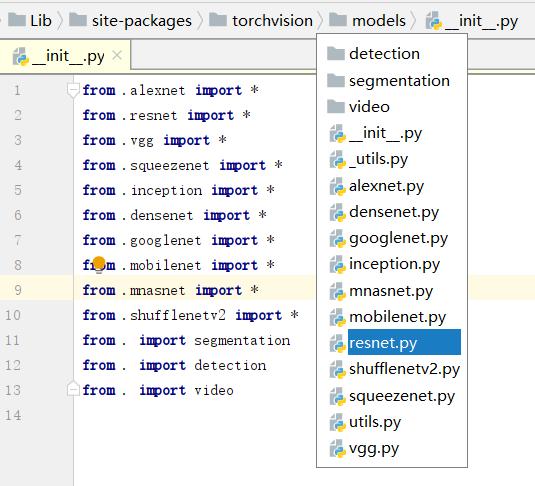 Lib
site-packages
torchvision
models
__init__.py
__init__.py
1 from .alexnet import *
2 from .resnet import *
3 from .vgg import *
4 from .squeezenet import *
5 from .inception import *
6 from .densenet import *
7 from .googlenet import *
8 from .mobilenet import *
9 from .mnasnet import *
10 from .shufflenetv2 import *
11 from . import segmentation
12 from . import detection
13 from . import video
14
detection
segmentation
video
__init__.py
_utils.py
alexnet.py
densenet.py
googlenet.py
inception.py
mnasnet.py
mobilenet.py
resnet.py
shufflenetv2.py
squeezenet.py
utils.py
vgg.py